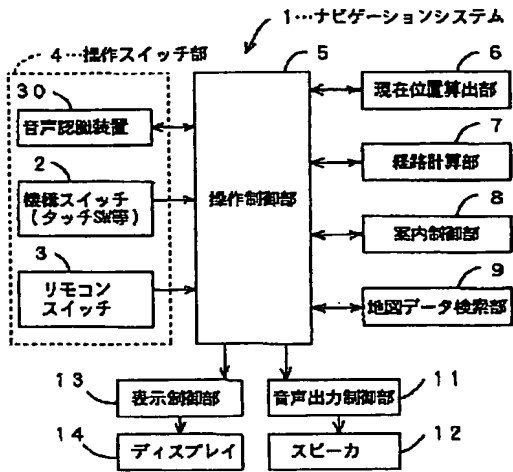 1…ナビゲーションシステム
4…操作スイッチ部
30
音声認識装置
2
機構スイッチ
(タッチSW等)
3
リモコン
スイッチ
5
操作制御部
6
現在位置算出部
7
経路計算部
8
案内制御部
9
地図データ検索部
13
表示制御部
14
ディスプレイ
11
音声出力制御部
12
スピーカ